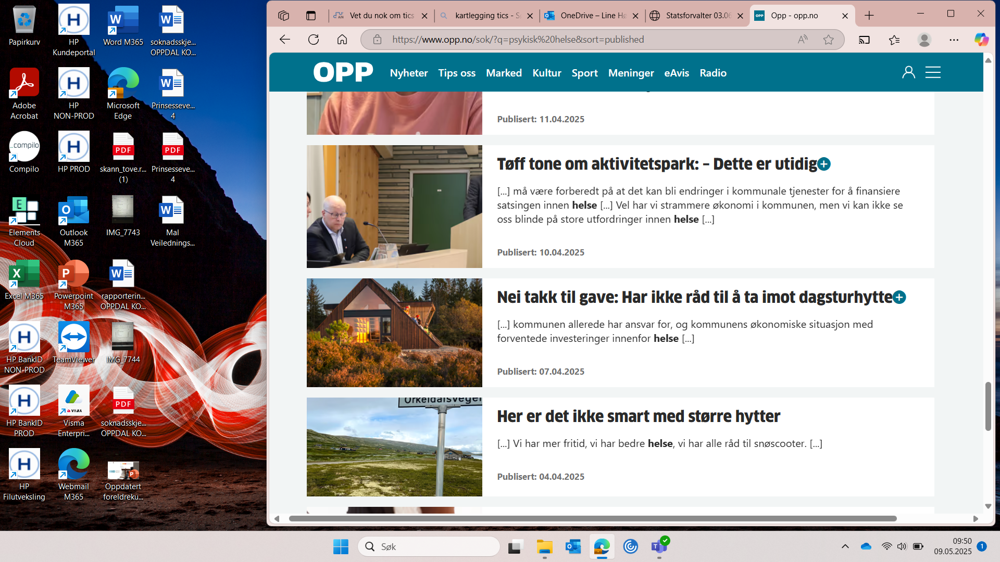 Papirkurv
HP
Kundeportal
Word M365
soknadsskje...
OPPDAL KO...
Adobe
Acrobat
HP
NON-PROD
Microsoft
Edge
Prinsesseve...
4
compilo
Compilo
HP PROD
PDF
skann_tove.r...
(1)
PDF
Prinsesseve...
4
Elements
Cloud
Outlook
M365
IMG_7743
Mal
Veilednings...
Excel M365
Powerpoint
M365
rapporterin...
OPPDAL KO...
HP BankID
NON-PROD
TeamViewer
IMG_7744
HP BankID
PROD
VISMA
Visma
Enterpri...
PDF
soknadsskje...
OPPDAL KO...
HP
Filutveksling
Webmail
M365
Oppdatert
foreldreku...
Vet du nok om tics
kartlegging tics - S
OneDrive – Line Hø
Statsforvalter 03.06
OPP
Opp - opp.no
https://www.opp.no/sok/?q=psykisk%20helse&sort=published
OPP
Nyheter Tips oss Marked Kultur Sport Meninger eAvis Radio
Publisert: 11.04.2025
Tøff tone om aktivitetspark: – Dette er utidig
[...] må være forberedt på at det kan bli endringer i kommunale tjenester for å finansiere
satsingen innen helse [...] Vel har vi strammere økonomi i kommunen, men vi kan ikke se
oss blinde på store utfordringer innen helse [...]
Publisert: 10.04.2025
Nei takk til gave: Har ikke råd til å ta imot dagsturhytte
[...] kommunen allerede har ansvar for, og kommunens økonomiske situasjon med
forventede investeringer innenfor helse [...]
Publisert: 07.04.2025
Orkeldalsvegen
Her er det ikke smart med større hytter
[...] Vi har mer fritid, vi har bedre helse, vi har alle råd til snøscooter. [...]
Publisert: 04.04.2025
Søk
09:50
09.05.2025
1